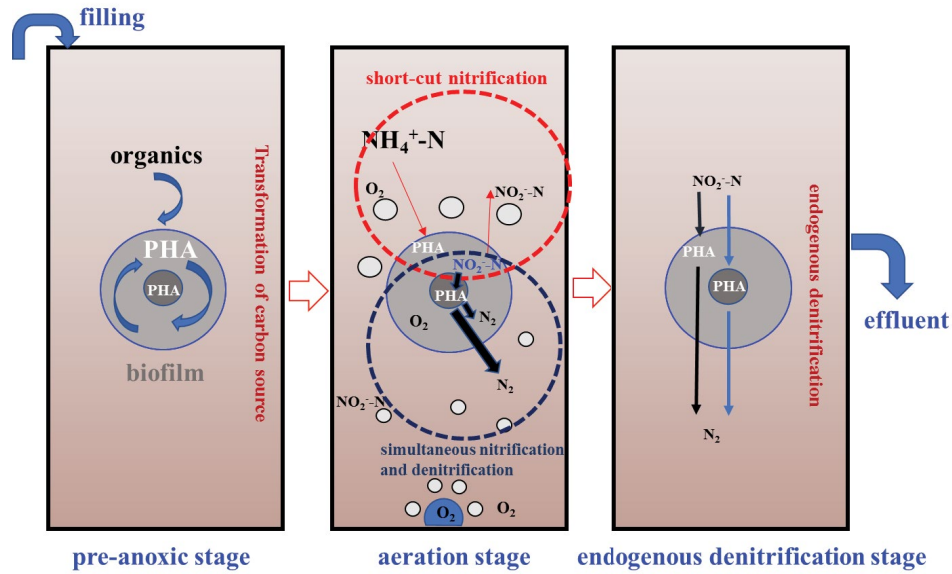 filling
organics
PHA
PHA
biofilm
Transformation of carbon source
short-cut nitrification
NH₄⁺-N
O₂
NO₂⁻-N
PHA
NO₂⁻-N
PHA
O₂
N₂
N₂
NO₂⁻-N
simultaneous nitrification
and denitrification
O₂
O₂
NO₂⁻-N
PHA
PHA
N₂
endogenous denitrification
effluent
pre-anoxic stage
aeration stage
endogenous denitrification stage